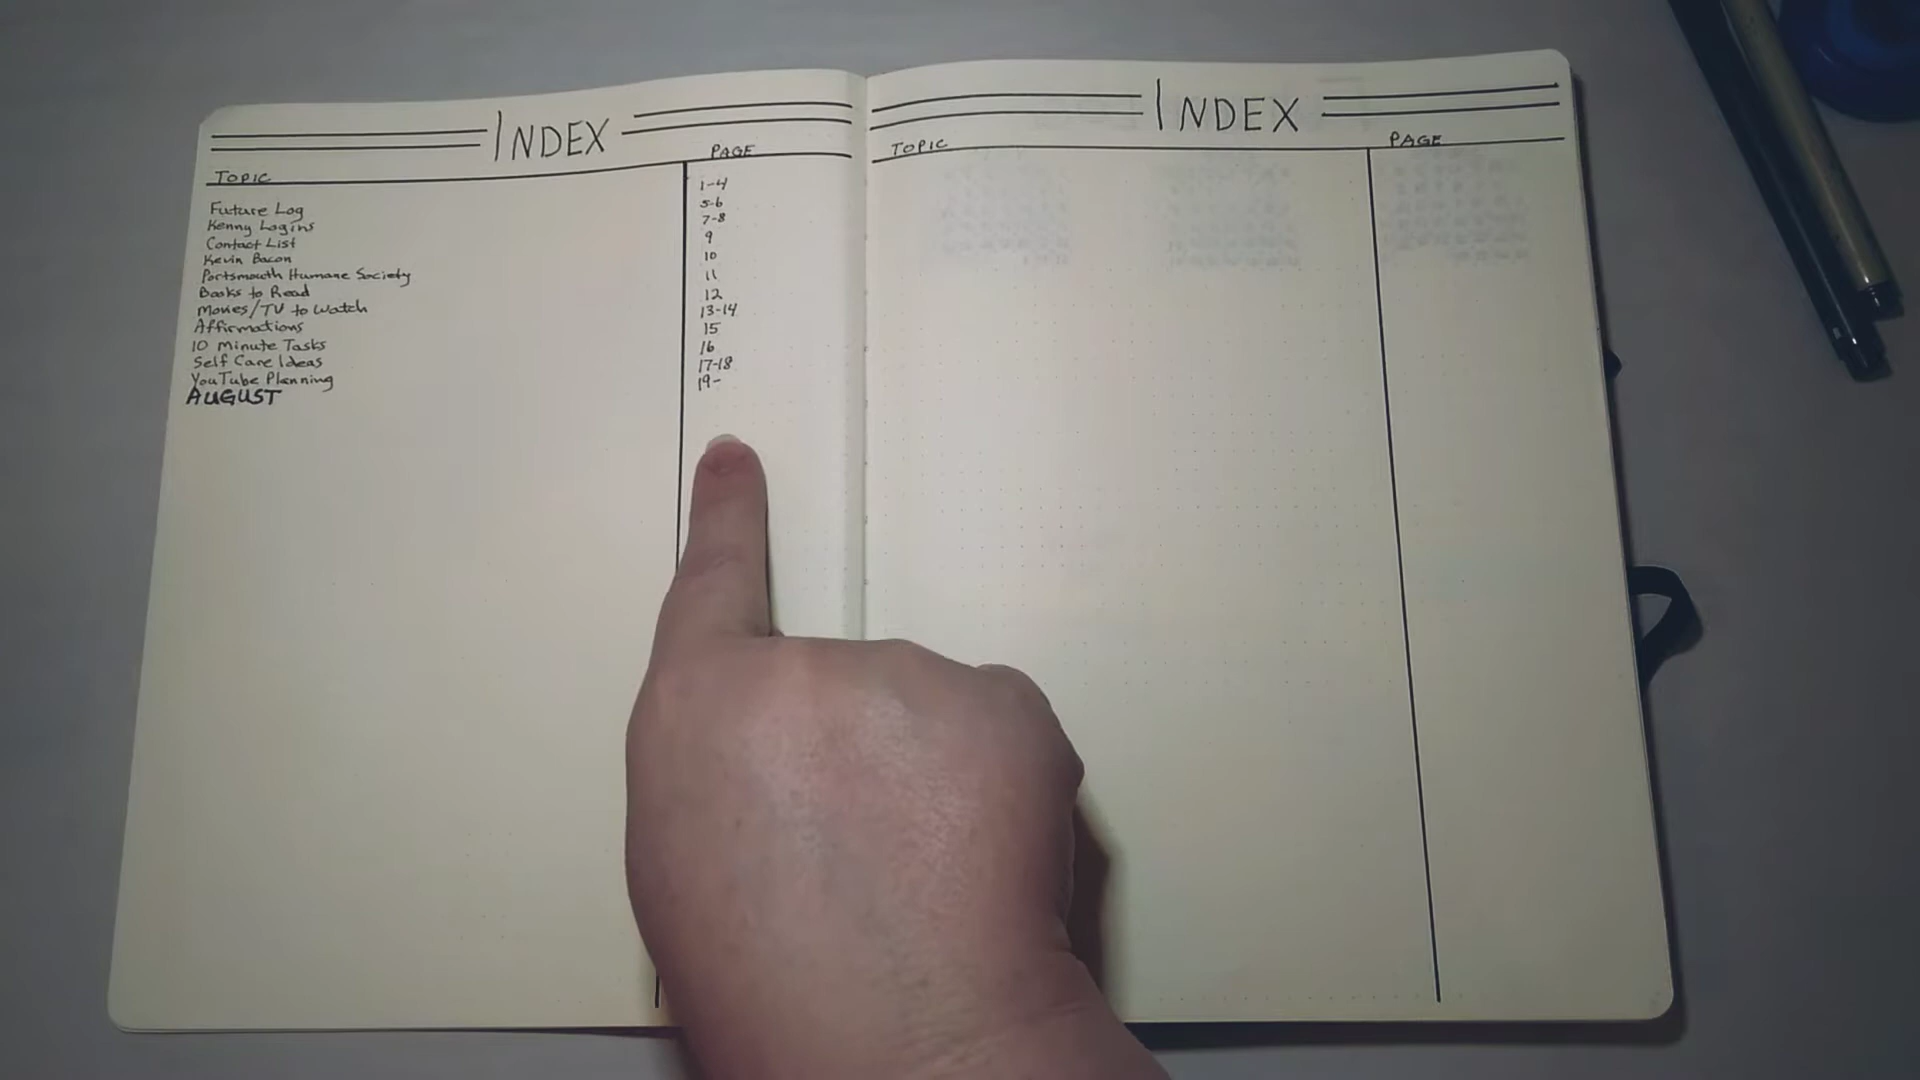 INDEX
TOPIC PAGE
Future Log 1-4
Kenny Logins 5-6
Contact List 7-8
Kevin Bacon 9
Portsmouth Humane Society 10
Books to Read 11
Movies/TV to Watch 12
Affirmations 13-14
10 Minute Tasks 15
Self Care Ideas 16
YouTube Planning 17-18
AUGUST 19-
INDEX
TOPIC PAGE